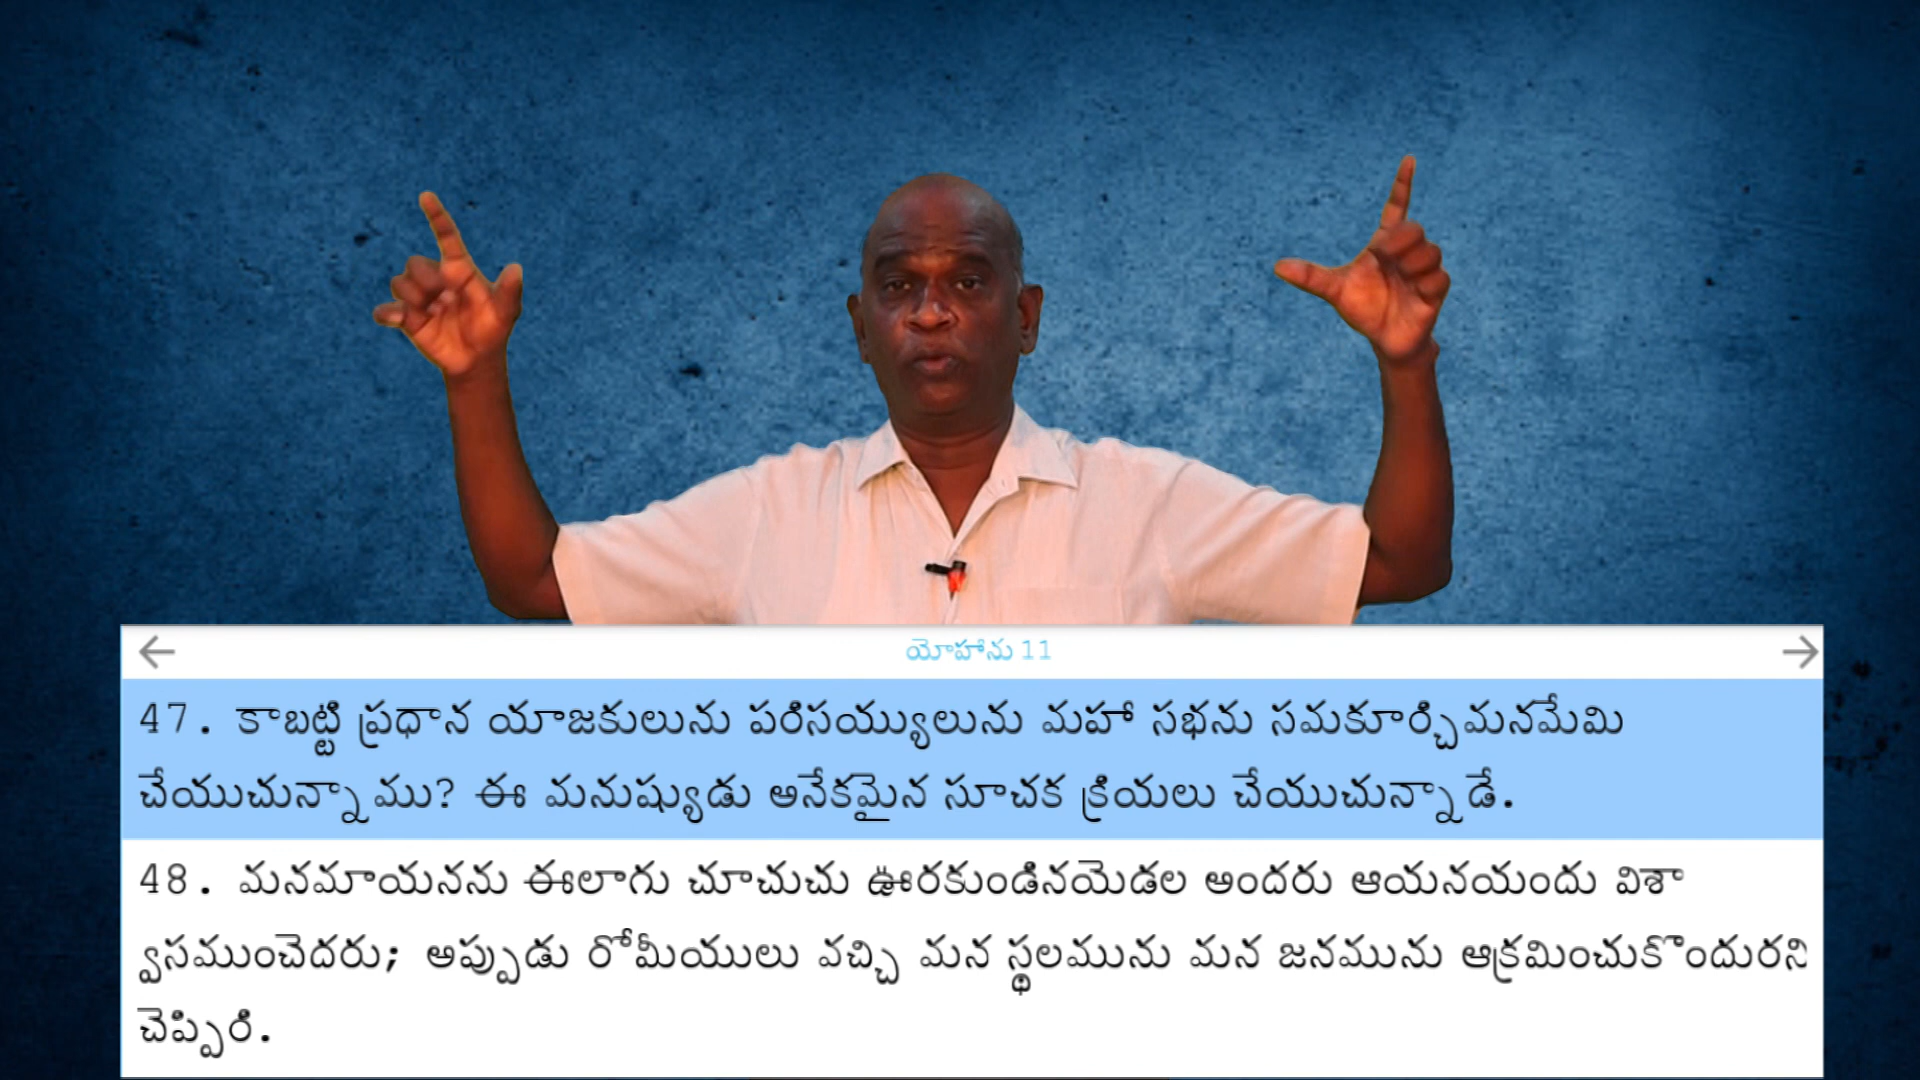 యోహాను 11
47. కాబట్టి ప్రధాన యాజకులును పరిసయ్యులును మహా సభను సమకూర్చిమనమేమి
చేయుచున్నాము? ఈ మనుష్యుడు అనేకమైన సూచక క్రియలు చేయుచున్నాడే.
48. మనమాయనను ఈలాగు చూచుచు ఊరకుండినయెడల అందరు ఆయనయందు విశా
్వసముంచెదరు; అప్పుడు రోమీయులు వచ్చి మన స్థలమును మన జనమును ఆక్రమించుకొందురని
చెప్పిరి.